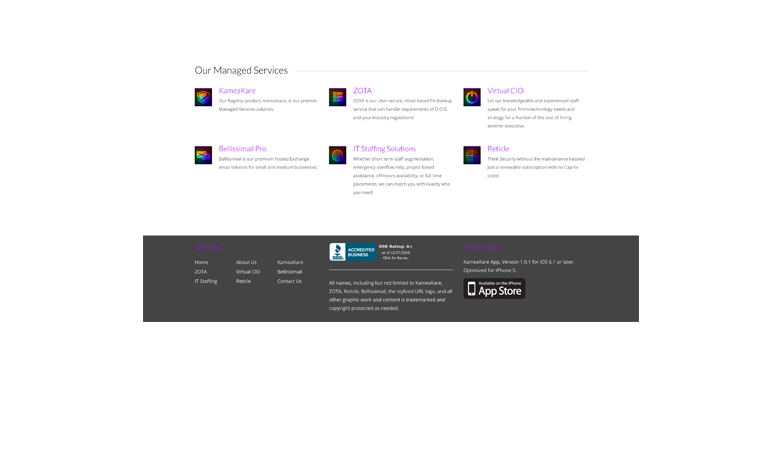 Our Managed Services
KameaKare
Our flagship product, KameaKare, is our premier
Managed Services solution.
ZOTA
ZOTA is our uber-secure, cloud based file backup
service that can handle requirements of D.O.D.
and your industry regulations!
Virtual CIO
Let our knowledgeable and experienced staff
speak for your firm's technology needs and
strategy for a fraction of the cost of hiring
another executive.
Bellissimail Pro
Bellissimail is our premium hosted Exchange
email solution for small and medium businesses.
IT Staffing Solutions
Whether short term staff augmentation,
emergency overflow help, project based
assistance, off-hours availability, or full time
placements, we can match you with exactly who
you need!
Reticle
Think Security without the maintenance hassles!
Just a renewable subscription with no Cap-Ex
costs!
Home
About Us
KameaKare
ZOTA
Virtual CIO
Bellissimail
IT Staffing
Reticle
Contact Us
BBB
ACCREDITED
BUSINESS
BBB Rating: A+
as of 12/27/2018
Click for Review
All names, including but not limited to KameaKare,
ZOTA, Reticle, Bellissimail, the stylized URL logo, and all
other graphic work and content is trademarked and
copyright protected as needed.
KameaKare App, Version 1.0.1 for iOS 6.1 or later.
Optimized for iPhone 5.
Available on the iPhone
App Store